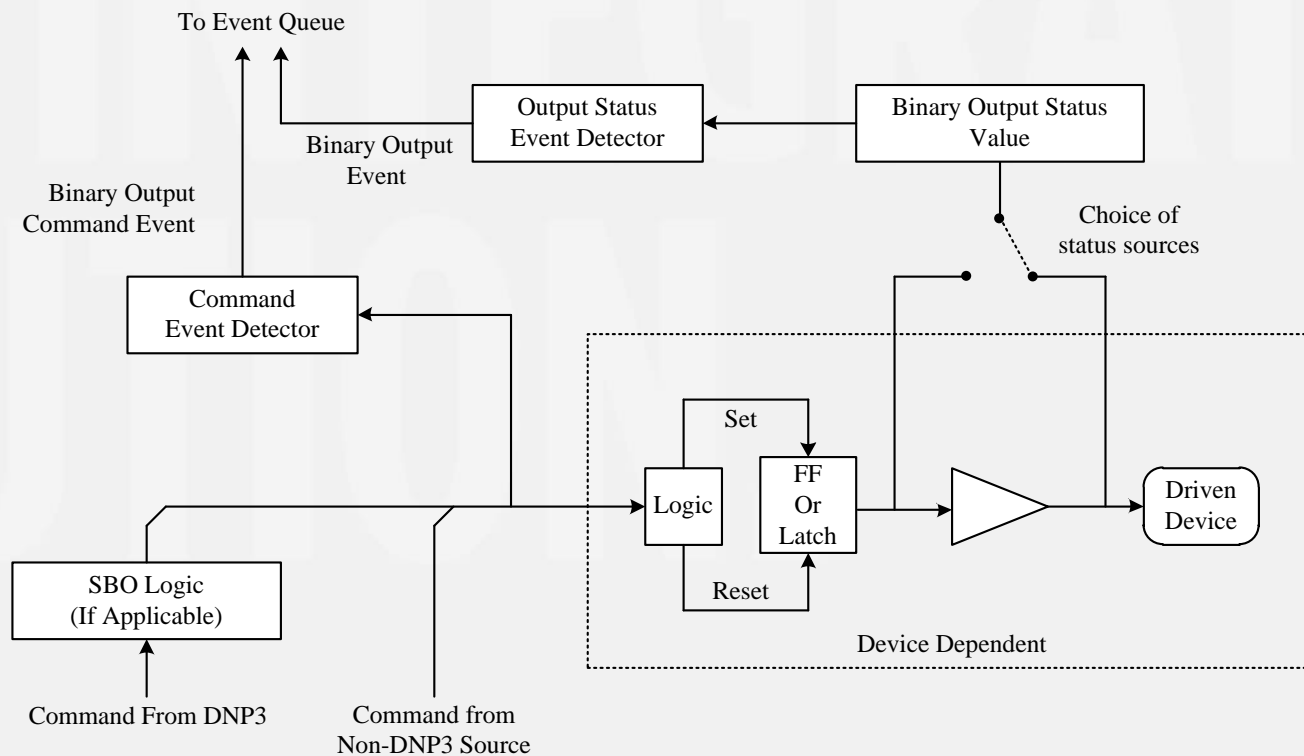 To Event Queue
Output Status
Event Detector
Binary Output Status
Value
Binary Output
Event
Binary Output
Command Event
Choice of
status sources
Command
Event Detector
Set
Logic
FF
Or
Latch
Driven
Device
Reset
SBO Logic
(If Applicable)
Device Dependent
Command From DNP3
Command from
Non-DNP3 Source